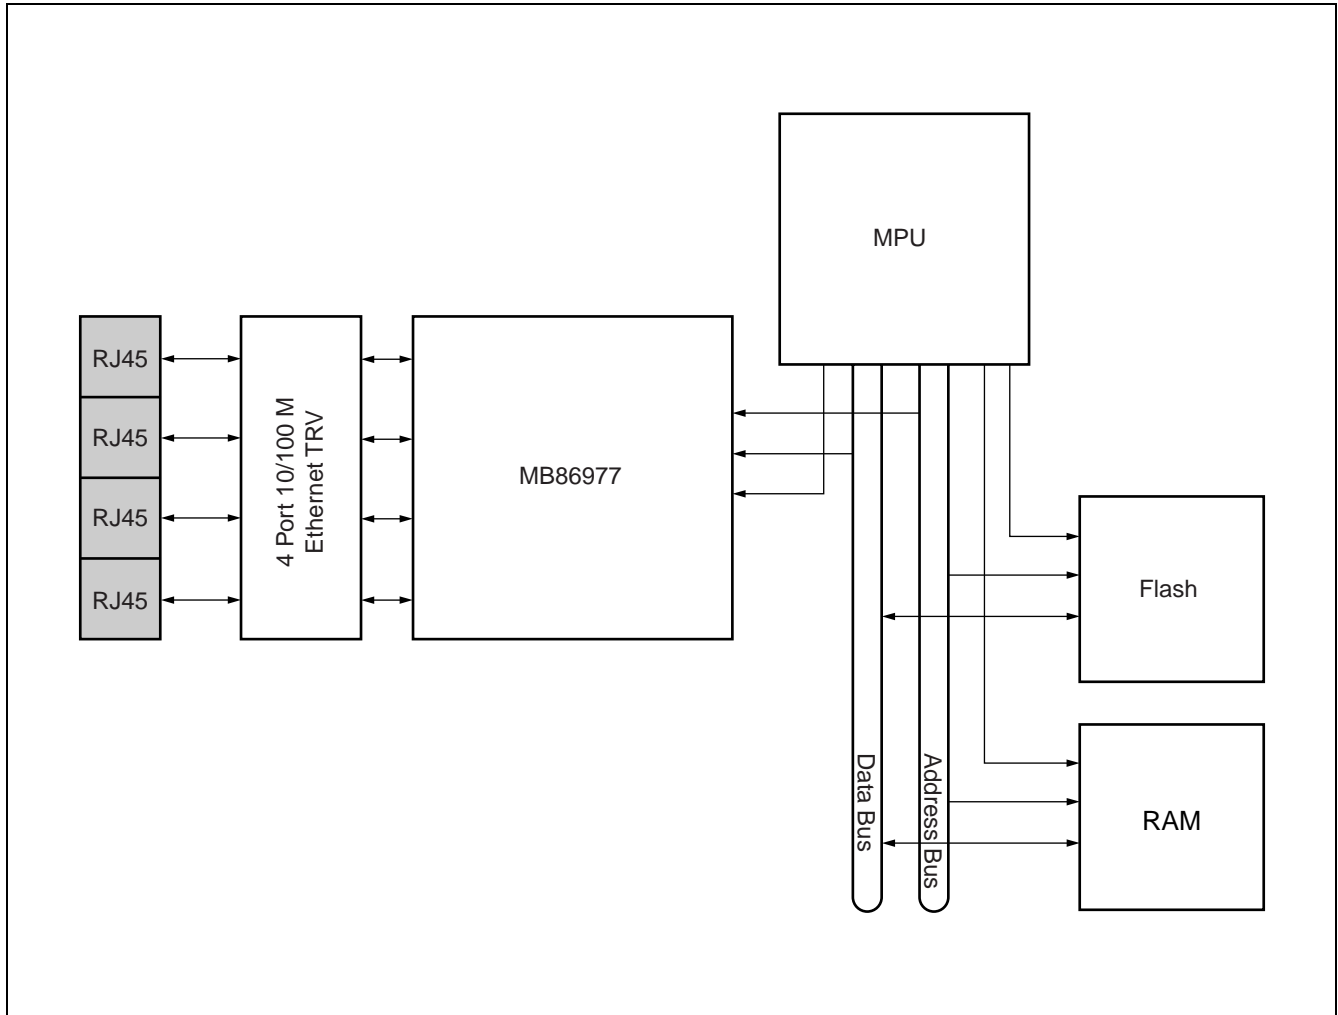 MPU
RJ45
RJ45
RJ45
RJ45
4 Port 10/100 M
Ethernet TRV
MB86977
Flash
Data Bus
Address Bus
RAM